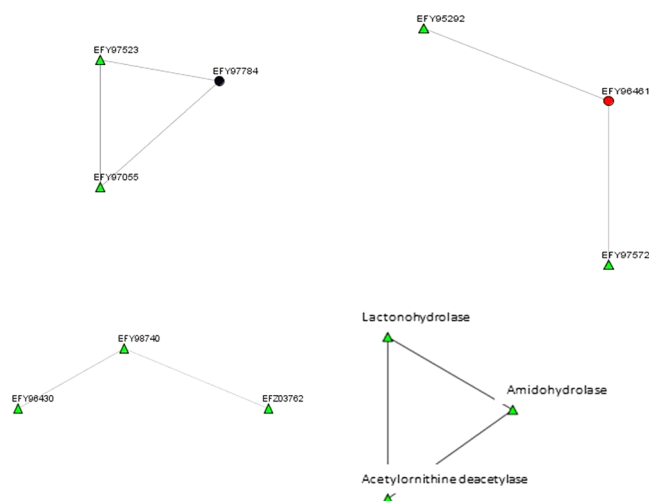 EFY97523
EFY97784
EFY97055
EFY95292
EFY96461
EFY97572
EFY98740
EFY96430
EFZ03762
Lactonohydrolase
Amidohydrolase
Acetylornithine deacetylase